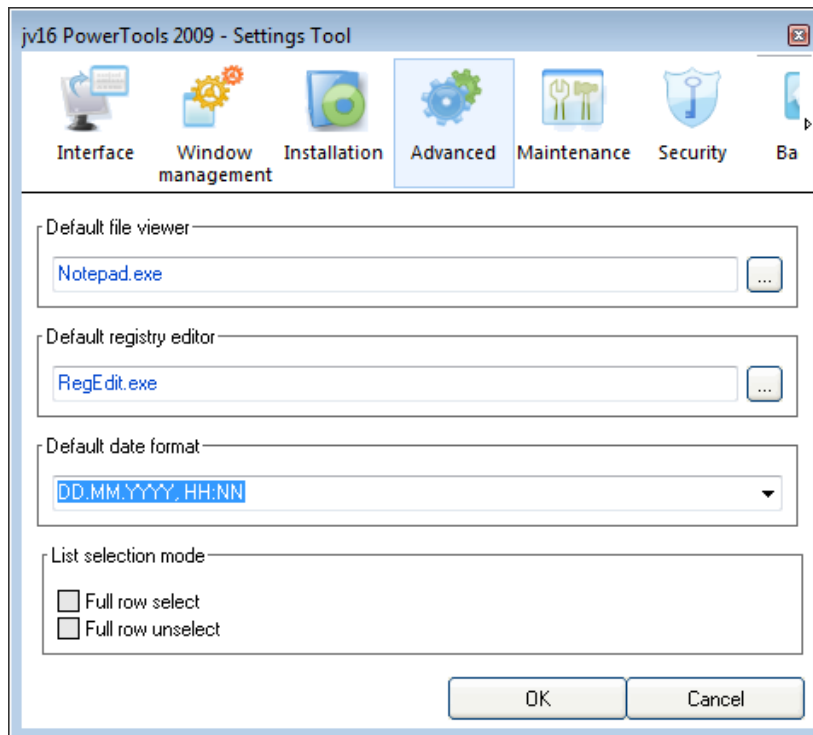 jv16 PowerTools 2009 - Settings Tool
Interface
Window
management
Installation
Advanced
Maintenance
Security
Ba
Default file viewer
Notepad.exe
...
Default registry editor
RegEdit.exe
...
Default date format
DD.MM.YYYY, HH:NN
List selection mode
Full row select
Full row unselect
OK
Cancel